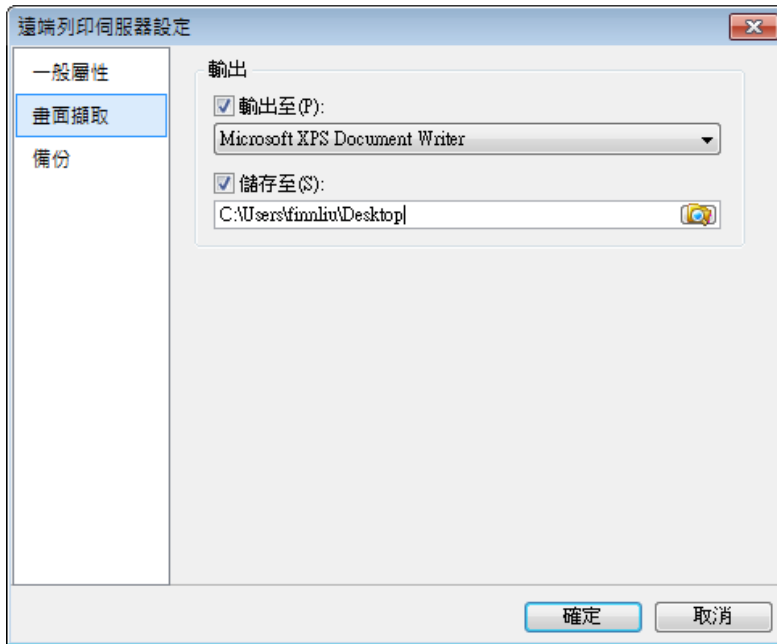 遠端列印伺服器設定
一般屬性
畫面擷取
備份
輸出
輸出至(P):
Microsoft XPS Document Writer
儲存至(S):
C:\Users\finnliu\Desktop
確定
取消